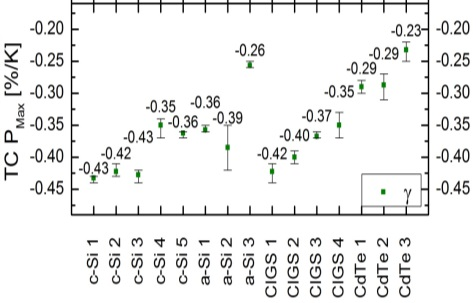 TC P_Max [%/K]
-0.20
-0.25
-0.30
-0.35
-0.40
-0.45
-0.20
-0.25
-0.30
-0.35
-0.40
-0.45
-0.43
-0.42
-0.43
-0.35
-0.36
-0.36
-0.39
-0.26
-0.42
-0.40
-0.37
-0.35
-0.29
-0.29
-0.23
γ
c-Si 1
c-Si 2
c-Si 3
c-Si 4
c-Si 5
a-Si 1
a-Si 2
a-Si 3
CIGS 1
CIGS 2
CIGS 3
CIGS 4
CdTe 1
CdTe 2
CdTe 3